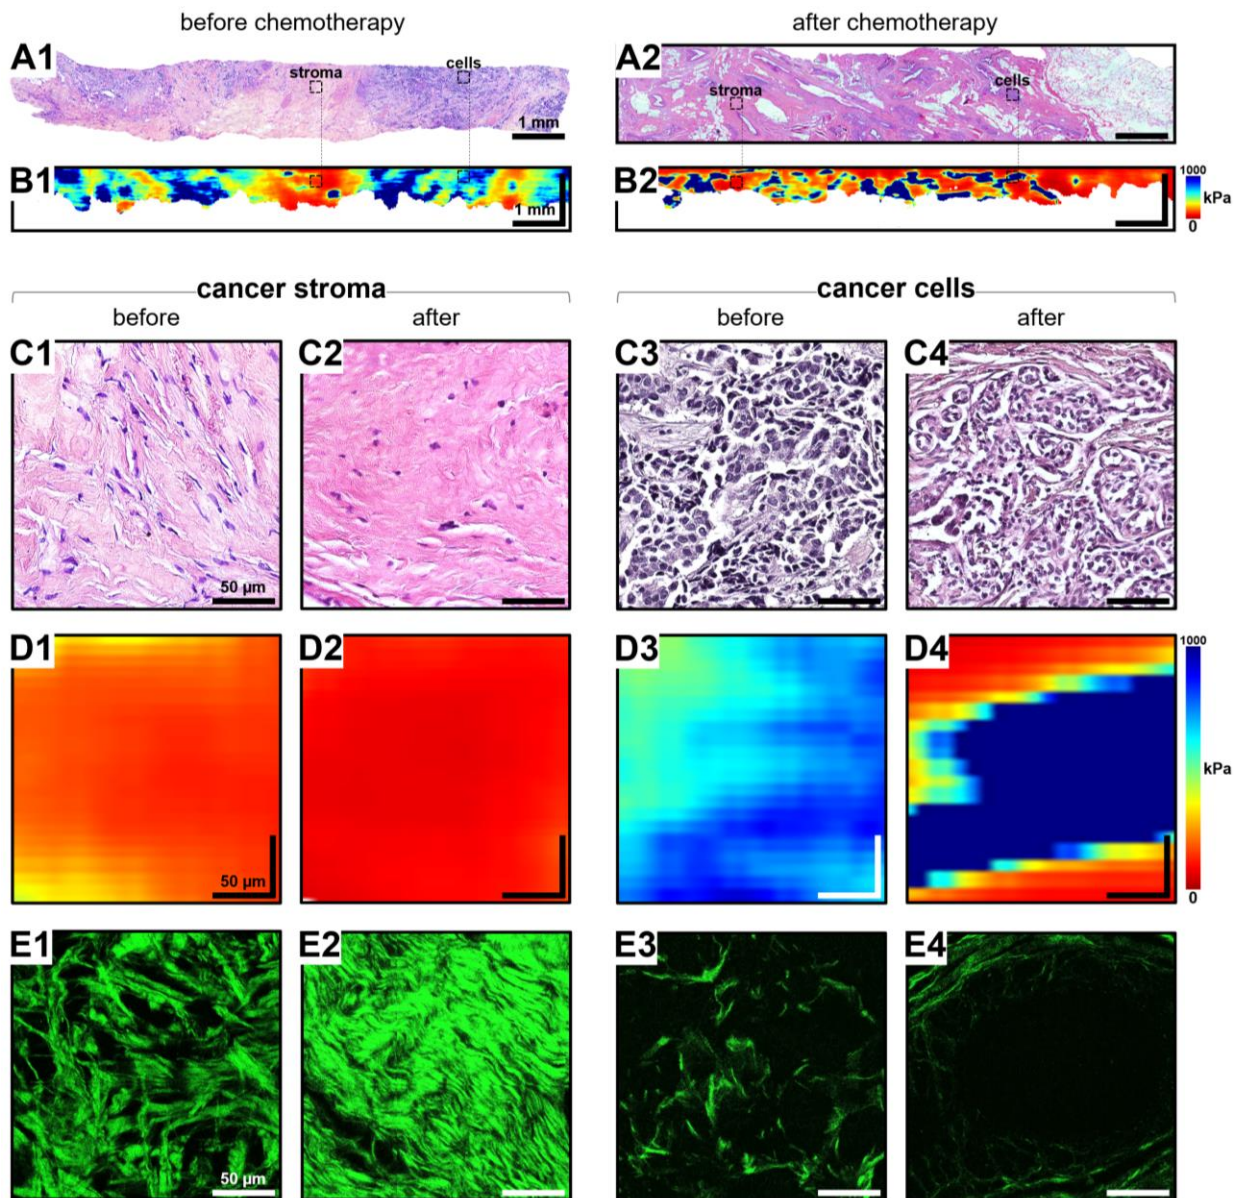 before chemotherapy
after chemotherapy
A1
stroma
cells
1 mm
A2
stroma
cells
B1
1 mm
B2
1000
kPa
0
cancer stroma
cancer cells
before
after
before
after
C1
50 µm
C2
C3
C4
D1
50 µm
D2
D3
D4
1000
kPa
0
E1
50 µm
E2
E3
E4